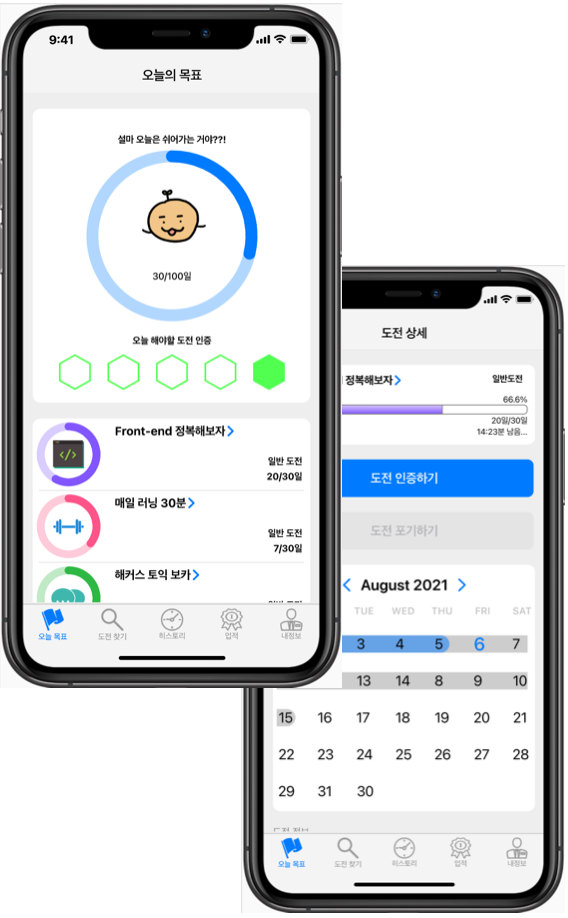 9:41
오늘의 목표
설마 오늘은 쉬어가는 거야??!
30/100일
오늘 해야할 도전 인증
Front-end 정복해보자
일반 도전
20/30일
매일 러닝 30분
일반 도전
7/30일
해커스 토익 보카
오늘 목표
도전 찾기
히스토리
업적
내정보
도전 상세
정복해보자
일반도전
66.6%
20일/30일
14:23분 남음...
도전 인증하기
도전 포기하기
August 2021
TUE WED THU FRI SAT
3 4 5 6 7
13 14 8 9 10
15 16 17 18 19 20 21
22 23 24 25 26 27 28
29 31 30
오늘 목표
도전 찾기
히스토리
업적
내정보